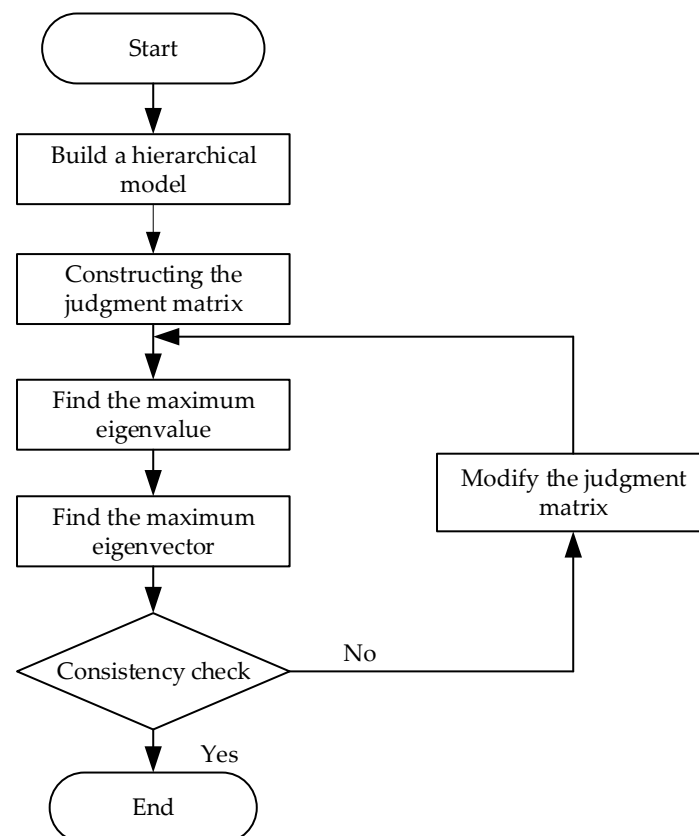 Start
Build a hierarchical
model
Constructing the
judgment matrix
Find the maximum
eigenvalue
Modify the judgment
matrix
Find the maximum
eigenvector
Consistency check
No
Yes
End